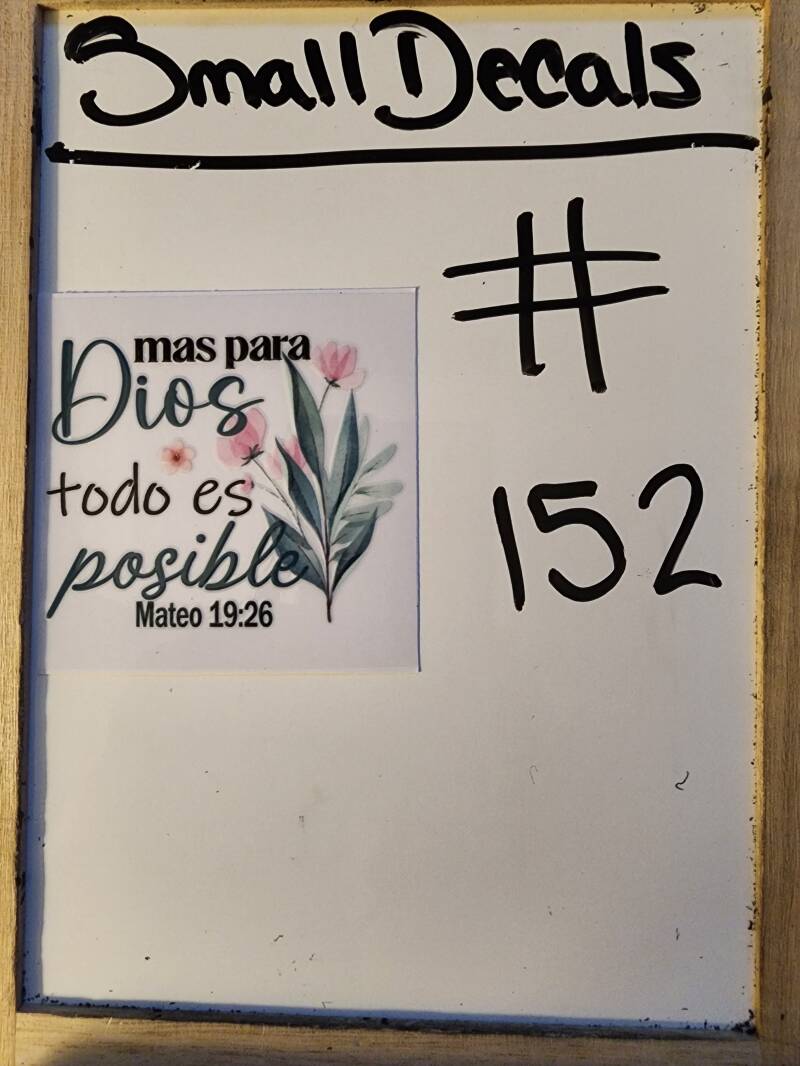 Small Decals
#
152
mas para
Dios
todo es
posible
Mateo 19:26